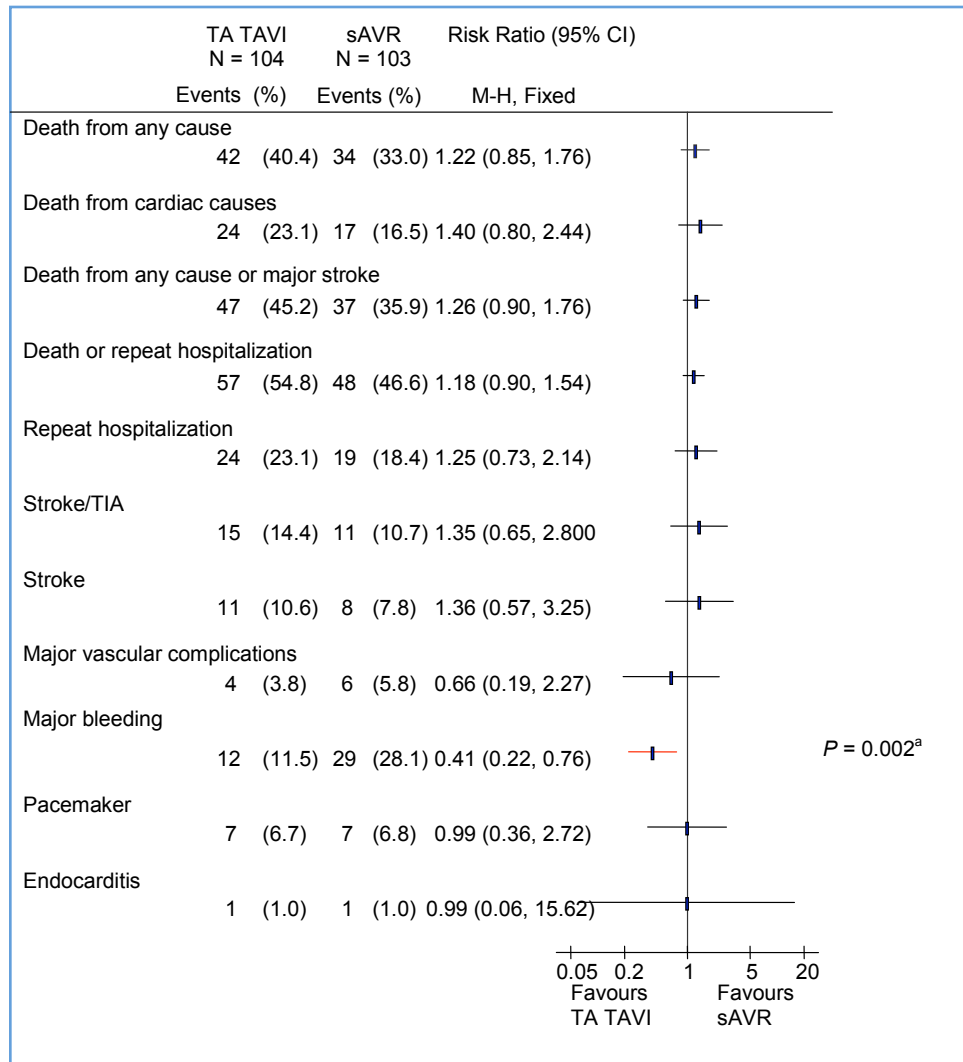 TA TAVI sAVR Risk Ratio (95% CI)
N = 104 N = 103
Events (%) Events (%) M-H, Fixed
Death from any cause
42 (40.4) 34 (33.0) 1.22 (0.85, 1.76)
Death from cardiac causes
24 (23.1) 17 (16.5) 1.40 (0.80, 2.44)
Death from any cause or major stroke
47 (45.2) 37 (35.9) 1.26 (0.90, 1.76)
Death or repeat hospitalization
57 (54.8) 48 (46.6) 1.18 (0.90, 1.54)
Repeat hospitalization
24 (23.1) 19 (18.4) 1.25 (0.73, 2.14)
Stroke/TIA
15 (14.4) 11 (10.7) 1.35 (0.65, 2.800
Stroke
11 (10.6) 8 (7.8) 1.36 (0.57, 3.25)
Major vascular complications
4 (3.8) 6 (5.8) 0.66 (0.19, 2.27)
Major bleeding
12 (11.5) 29 (28.1) 0.41 (0.22, 0.76) P = 0.002a
Pacemaker
7 (6.7) 7 (6.8) 0.99 (0.36, 2.72)
Endocarditis
1 (1.0) 1 (1.0) 0.99 (0.06, 15.62)
0.05 0.2 1 5 20
Favours Favours
TA TAVI sAVR